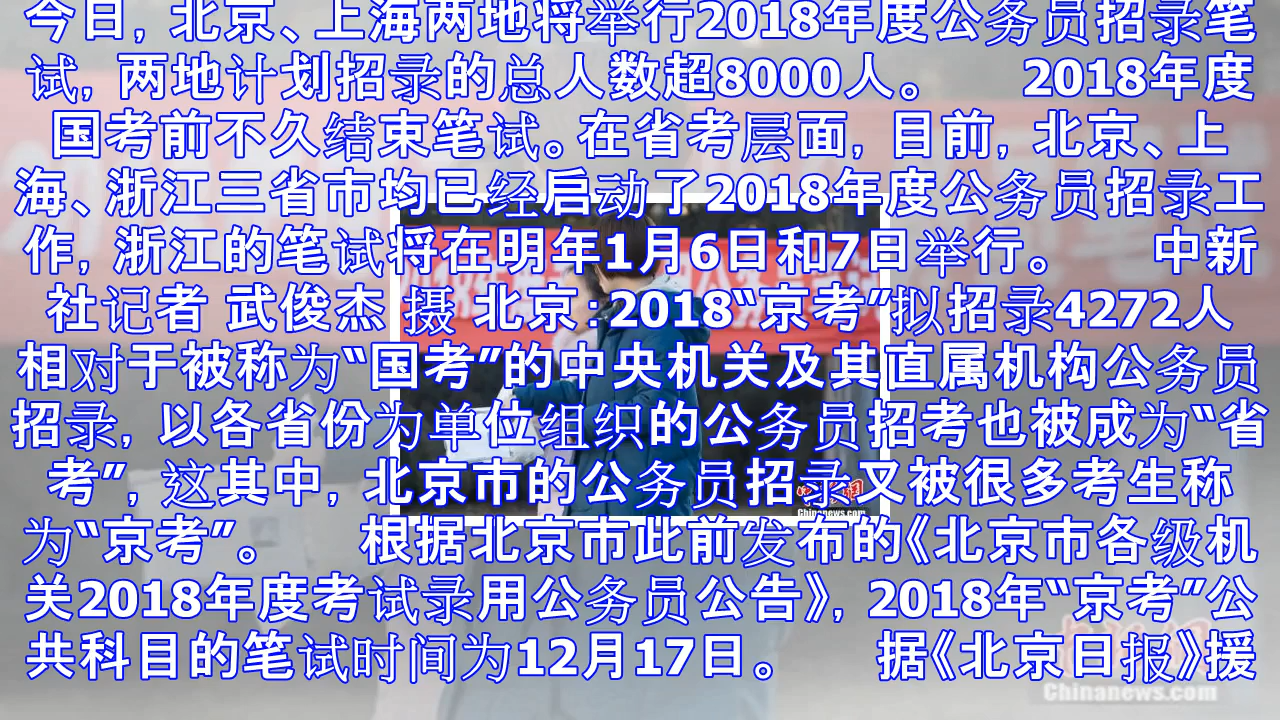 今日, 北京、上海两地将举行2018年度公务员招录笔
试, 两地计划招录的总人数超8000人。 2018年度
国考前不久结束笔试。在省考层面, 目前, 北京、上
海、浙江三省市均已经启动了2018年度公务员招录工
作, 浙江的笔试将在明年1月6日和7日举行。 中新
社记者 武俊杰 摄 北京:2018“京考”拟招录4272人
相对于被称为“国考”的中央机关及其直属机构公务员
招录, 以各省份为单位组织的公务员招考也被成为“省
考”, 这其中, 北京市的公务员招录又被很多考生称
为“京考”。 根据北京市此前发布的《北京市各级机
关2018年度考试录用公务员公告》, 2018年“京考”公
共科目的笔试时间为12月17日。 据《北京日报》援
Chinanews.com
Chinanews.com